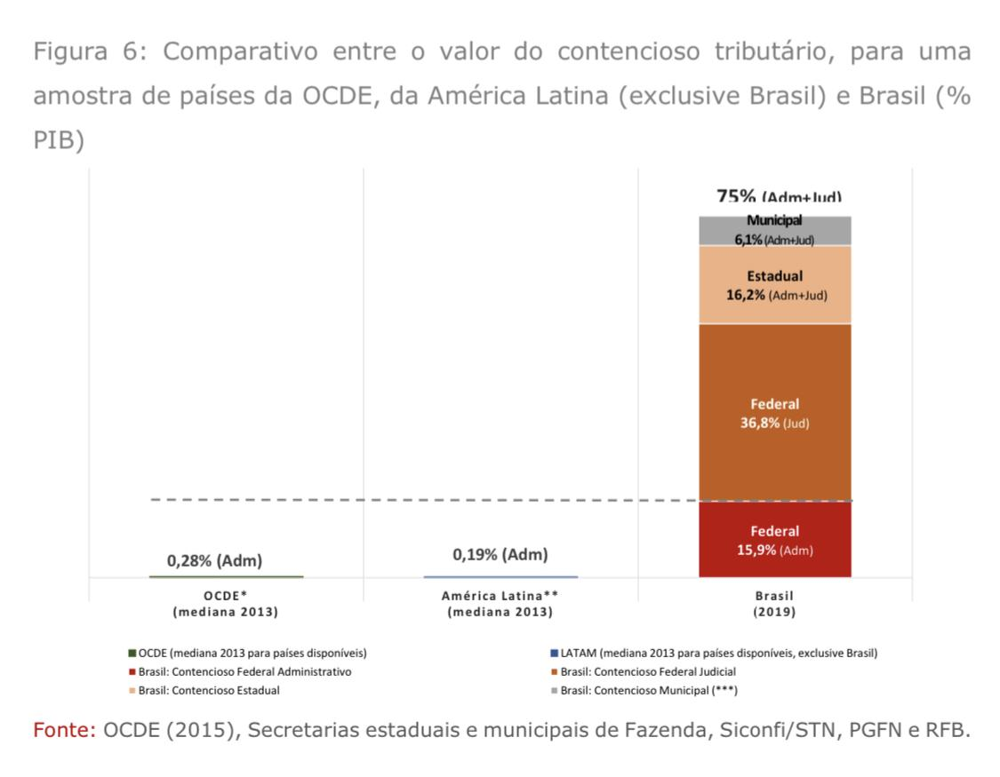 Figura 6: Comparativo entre o valor do contencioso tributário, para uma
amostra de países da OCDE, da América Latina (exclusive Brasil) e Brasil (%
PIB)
75% (Adm+Jud)
Municipal
6,1% (Adm+Jud)
Estadual
16,2% (Adm+Jud)
Federal
36,8% (Jud)
Federal
15,9% (Adm)
0,28% (Adm)
0,19% (Adm)
OCDE*
(mediana 2013)
América Latina**
(mediana 2013)
Brasil
(2019)
OCDE (mediana 2013 para países disponíveis)
LATAM (mediana 2013 para países disponíveis, exclusive Brasil)
Brasil: Contencioso Federal Administrativo
Brasil: Contencioso Federal Judicial
Brasil: Contencioso Estadual
Brasil: Contencioso Municipal (***)
Fonte: OCDE (2015), Secretarias estaduais e municipais de Fazenda, Siconfi/STN, PGFN e RFB.